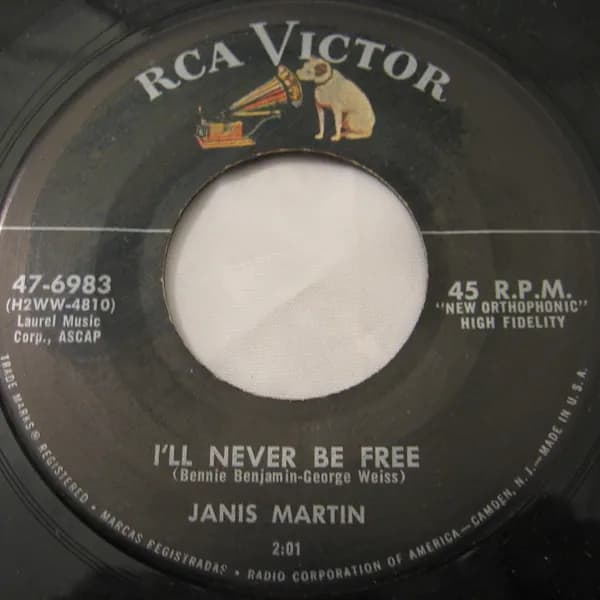 RCA VICTOR
47-6983
(H2WW-4810)
Laurel Music
Corp., ASCAP
45 R.P.M.
"NEW ORTHOPHONIC"
HIGH FIDELITY
I'LL NEVER BE FREE
(Bennie Benjamin-George Weiss)
JANIS MARTIN
2:01
TRADE MARKS ® REGISTERED • MARCAS REGISTRADAS • RADIO CORPORATION OF AMERICA—CAMDEN, N.J.—MADE IN U.S.A.